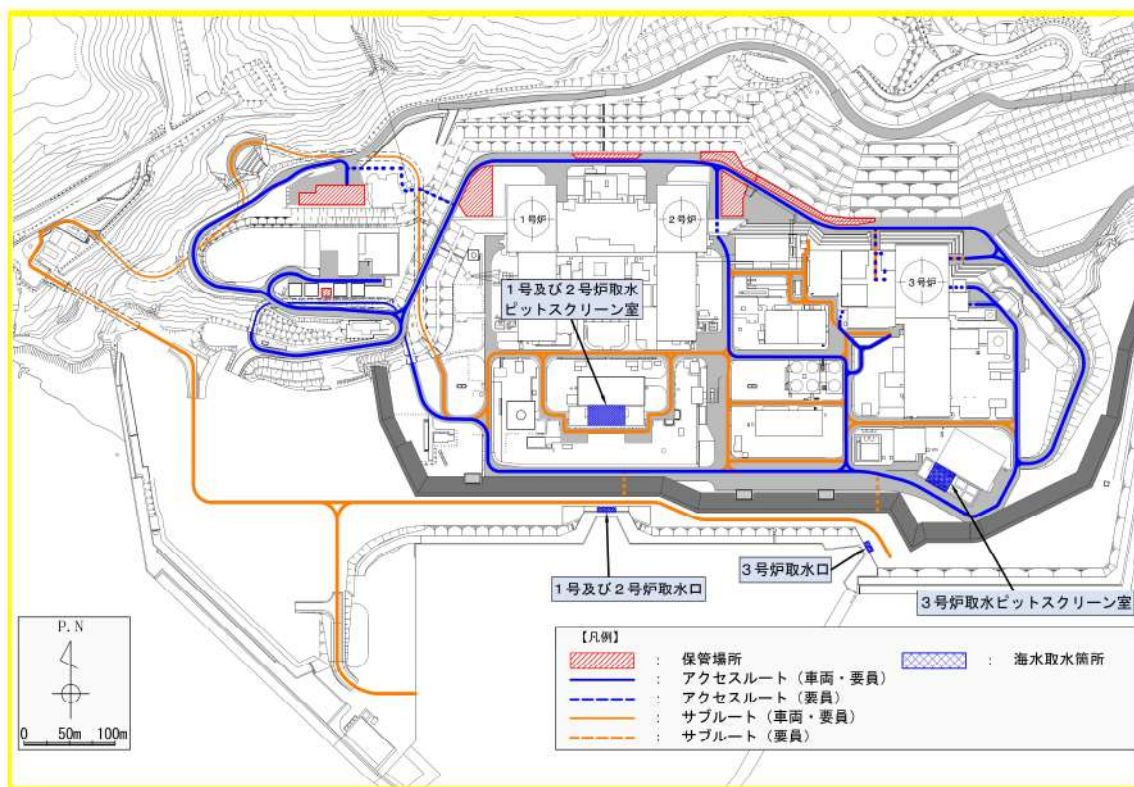 1号炉
2号炉
3号炉
1号及び2号炉取水
ピットスクリーン室
1号及び2号炉取水口
3号炉取水口
3号炉取水ピットスクリーン室
P.N
0 50m 100m
【凡例】
: 保管場所
: 海水取水箇所
: アクセスルート（車両・要員）
: アクセスルート（要員）
: サブルート（車両・要員）
: サブルート（要員）